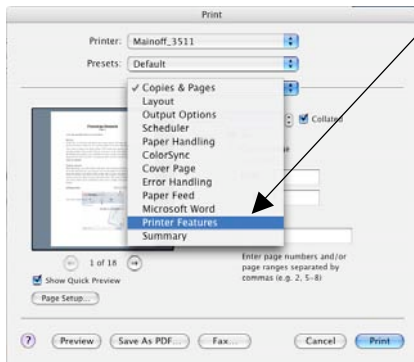 Print
Printer: Mainoff_3511
Presets: Default
✓ Copies & Pages
Layout
Output Options
Scheduler
Paper Handling
ColorSync
Cover Page
Error Handling
Paper Feed
Microsoft Word
Printer Features
Summary
Collated
1 of 18
Enter page numbers and/or
page ranges separated by
commas (e.g. 2, 5-8)
Show Quick Preview
Page Setup...
? Preview Save As PDF... Fax... Cancel Print